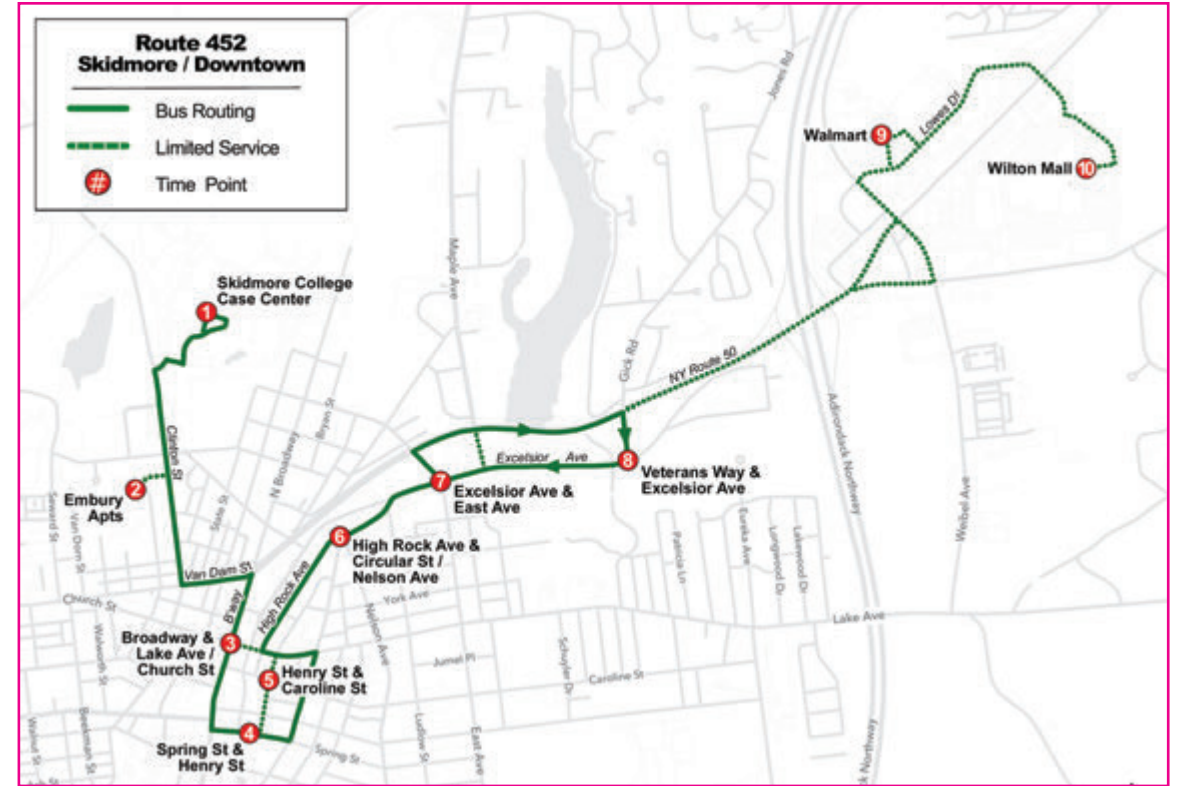 Route 452
Skidmore / Downtown
Bus Routing
Limited Service
#
Time Point
Jones Rd
Lowes Dr
Walmart
9
Wilton Mall
10
Maple Ave
Skidmore College
Case Center
1
Gick Rd
NY Route 50
Bryan St
N Broadway
Clinton St
State St
Adirondack Northway
Weibel Ave
Excelsior Ave
8
Veterans Way &
Excelsior Ave
7
Excelsior Ave &
East Ave
2
Embury
Apts
Seward St
Van Dorn St
6
High Rock Ave &
Circular St /
Nelson Ave
Patricia Ln
Eureka Ave
Longwood Dr
Lakewood Dr
Van Dam St
Church St
B'way
High Rock Ave
York Ave
Nelson Ave
Lake Ave
Walworth St
3
Broadway &
Lake Ave /
Church St
Jumel Pl
Schuyler Dr
Caroline St
5
Henry St &
Caroline St
Beekman St
Walnut St
4
Spring St &
Henry St
Spring St
Ludlow St
East Ave
k Northway